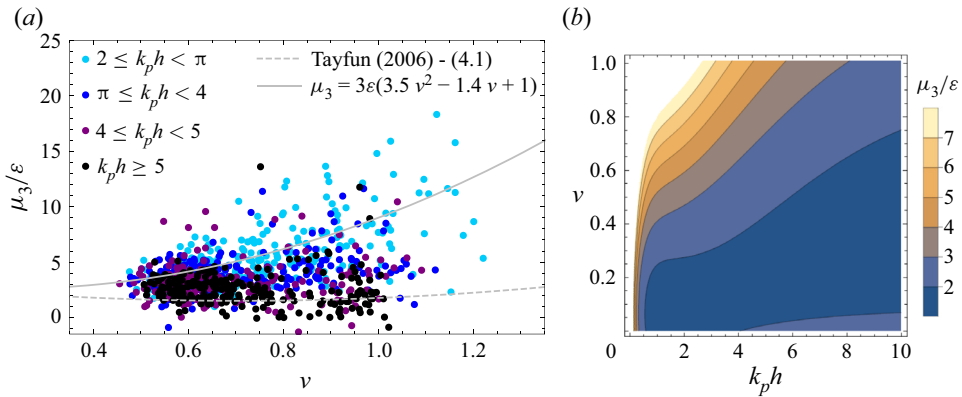 (a)
25
20
15
10
5
0
μ₃/ε
2 ≤ kₚh < π
π ≤ kₚh < 4
4 ≤ kₚh < 5
kₚh ≥ 5
Tayfun (2006) - (4.1)
μ₃ = 3ε(3.5 ν² − 1.4 ν + 1)
0.4 0.6 0.8 1.0 1.2
ν
(b)
1.0
0.8
0.6
0.4
0.2
ν
0 2 4 6 8 10
kₚh
μ₃/ε
7
6
5
4
3
2